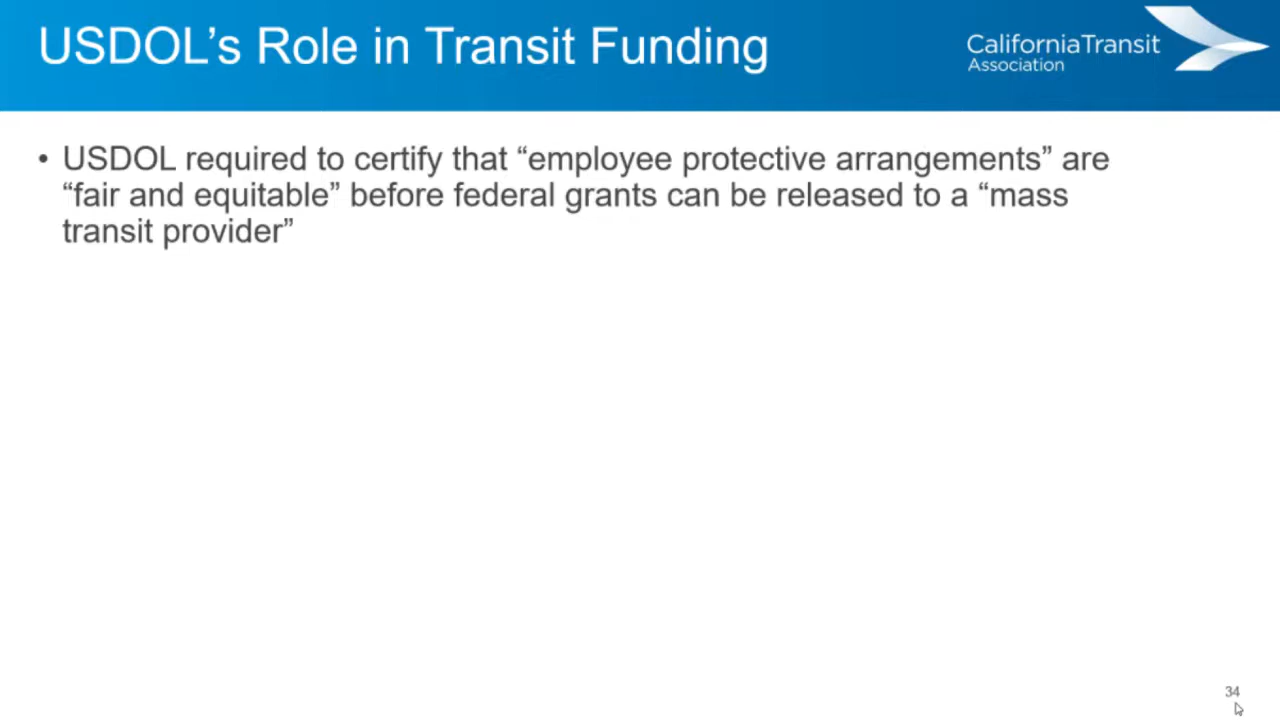 USDOL’s Role in Transit Funding
CaliforniaTransit
Association
• USDOL required to certify that “employee protective arrangements” are
“fair and equitable” before federal grants can be released to a “mass
transit provider”
34